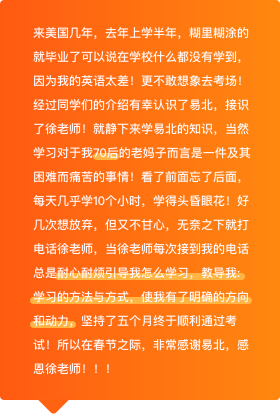 来美国几年，去年上学半年，糊里糊涂的
就毕业了可以说在学校什么都没有学到，
因为我的英语太差！更不敢想象去考场！
经过同学们的介绍有幸认识了易北，接识
了徐老师！就静下来学易北的知识，当然
学习对于我70后的老妈子而言是一件及其
困难而痛苦的事情！看了前面忘了后面，
每天几乎学10个小时，学得头昏眼花！好
几次想放弃，但又不甘心，无奈之下就打
电话徐老师，当徐老师每次接到我的电话
总是耐心耐烦引导我怎么学习，教导我.
学习的方法与方式，使我有了明确的方向
和动力，坚持了五个月终于顺利通过考
试！所以在春节之际，非常感谢易北，感
恩徐老师！！！